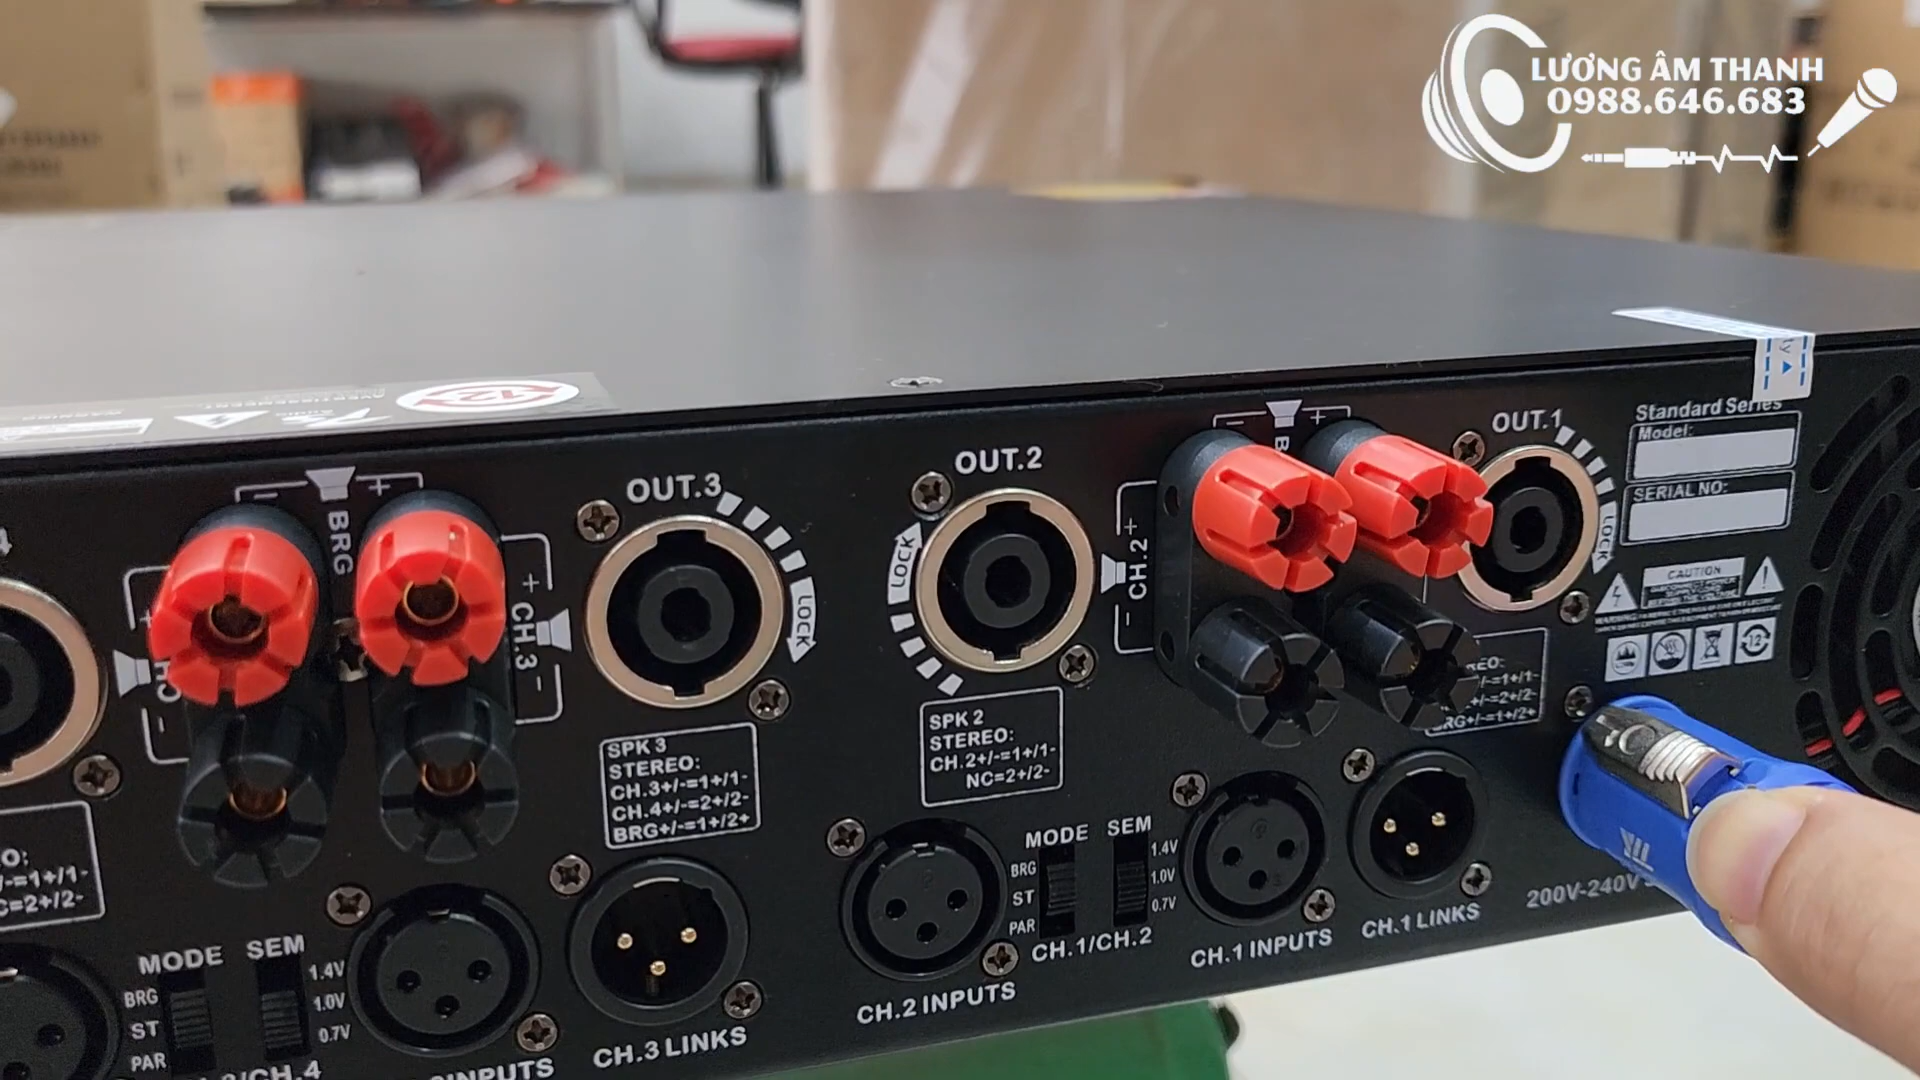 LƯƠNG ÂM THANH
0988.646.683
OUT.1
Standard Series
Model:
SERIAL NO:
LOCK
CAUTION
OUT.2
LOCK
+
CH.2
-
- +
SPK 2
STEREO:
CH.2+/-=1+/1-
NC=2+/2-
OUT.3
LOCK
- +
BRG
+
CH.3
-
SPK 3
STEREO:
CH.3+/-=1+/1-
CH.4+/-=2+/2-
BRG+/-=1+/2+
MODE SEM
BRG
ST
PAR
1.4V
1.0V
0.7V
CH.1/CH.2
CH.1 INPUTS
CH.1 LINKS
CH.2 INPUTS
200V-240V
MODE SEM
BRG
ST
PAR
1.4V
1.0V
0.7V
/CH.4
INPUTS
CH.3 LINKS